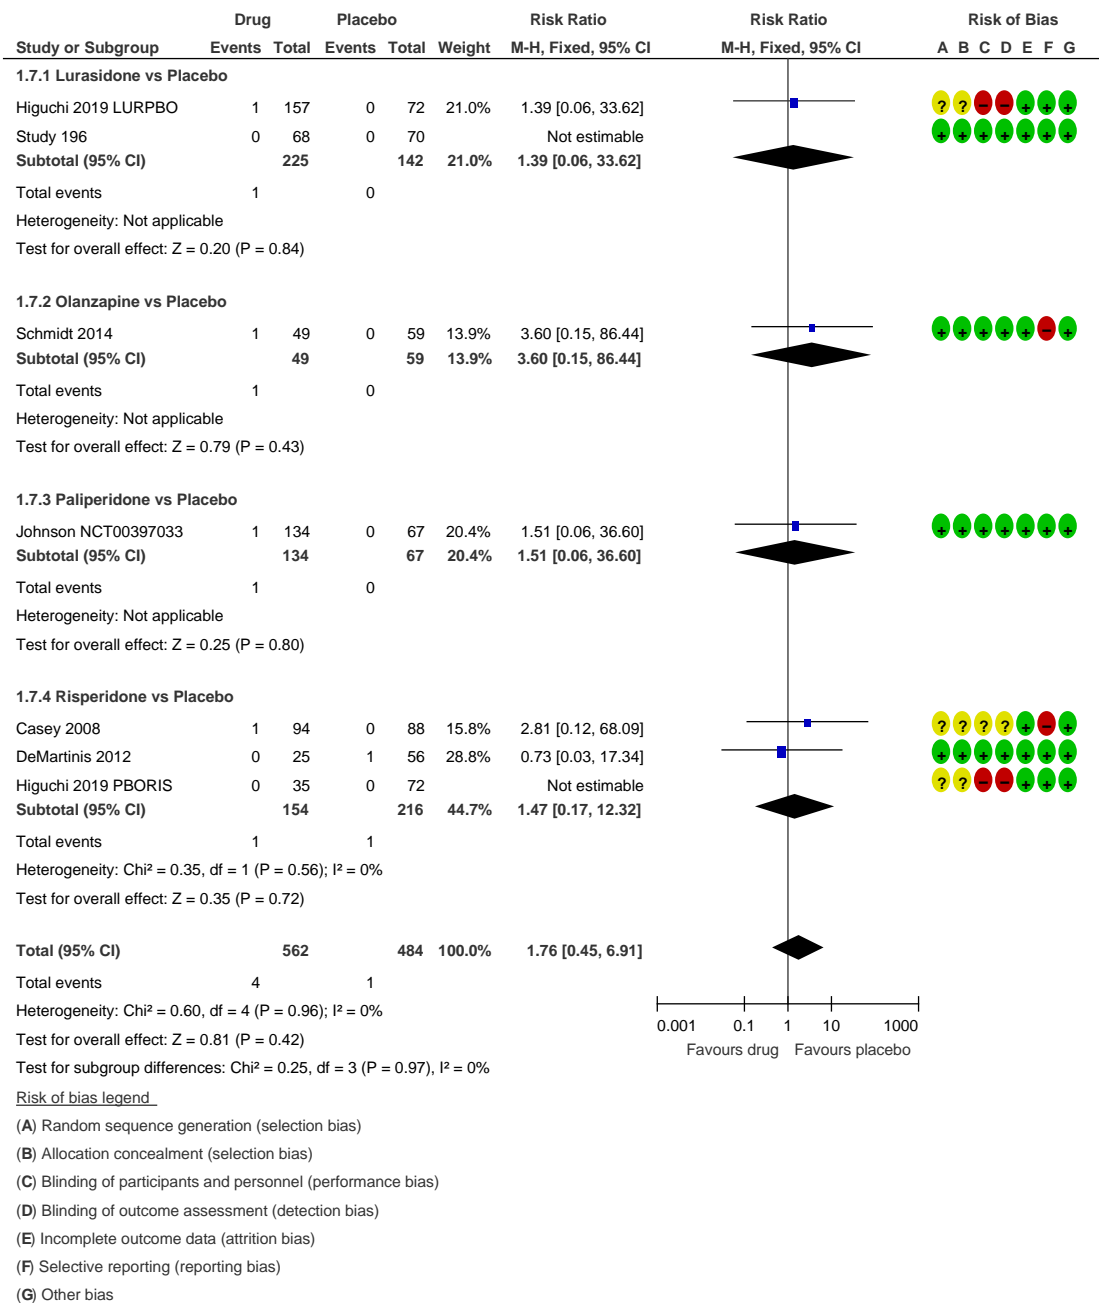 Drug Placebo Risk Ratio Risk Ratio Risk of Bias
Study or Subgroup Events Total Events Total Weight M-H, Fixed, 95% CI M-H, Fixed, 95% CI A B C D E F G
1.7.1 Lurasidone vs Placebo
Higuchi 2019 LURPBO 1 157 0 72 21.0% 1.39 [0.06, 33.62] ? ? – – + + +
Study 196 0 68 0 70 Not estimable + + + + + + +
Subtotal (95% CI) 225 142 21.0% 1.39 [0.06, 33.62]
Total events 1 0
Heterogeneity: Not applicable
Test for overall effect: Z = 0.20 (P = 0.84)
1.7.2 Olanzapine vs Placebo
Schmidt 2014 1 49 0 59 13.9% 3.60 [0.15, 86.44] + + + + + – +
Subtotal (95% CI) 49 59 13.9% 3.60 [0.15, 86.44]
Total events 1 0
Heterogeneity: Not applicable
Test for overall effect: Z = 0.79 (P = 0.43)
1.7.3 Paliperidone vs Placebo
Johnson NCT00397033 1 134 0 67 20.4% 1.51 [0.06, 36.60] + + + + + + +
Subtotal (95% CI) 134 67 20.4% 1.51 [0.06, 36.60]
Total events 1 0
Heterogeneity: Not applicable
Test for overall effect: Z = 0.25 (P = 0.80)
1.7.4 Risperidone vs Placebo
Casey 2008 1 94 0 88 15.8% 2.81 [0.12, 68.09] ? ? ? ? + – +
DeMartinis 2012 0 25 1 56 28.8% 0.73 [0.03, 17.34] + + + + + + +
Higuchi 2019 PBORIS 0 35 0 72 Not estimable ? ? – – + + +
Subtotal (95% CI) 154 216 44.7% 1.47 [0.17, 12.32]
Total events 1 1
Heterogeneity: Chi² = 0.35, df = 1 (P = 0.56); I² = 0%
Test for overall effect: Z = 0.35 (P = 0.72)
Total (95% CI) 562 484 100.0% 1.76 [0.45, 6.91]
Total events 4 1
Heterogeneity: Chi² = 0.60, df = 4 (P = 0.96); I² = 0%
Test for overall effect: Z = 0.81 (P = 0.42)
Test for subgroup differences: Chi² = 0.25, df = 3 (P = 0.97), I² = 0%
0.001 0.1 1 10 1000
Favours drug Favours placebo
Risk of bias legend
(A) Random sequence generation (selection bias)
(B) Allocation concealment (selection bias)
(C) Blinding of participants and personnel (performance bias)
(D) Blinding of outcome assessment (detection bias)
(E) Incomplete outcome data (attrition bias)
(F) Selective reporting (reporting bias)
(G) Other bias